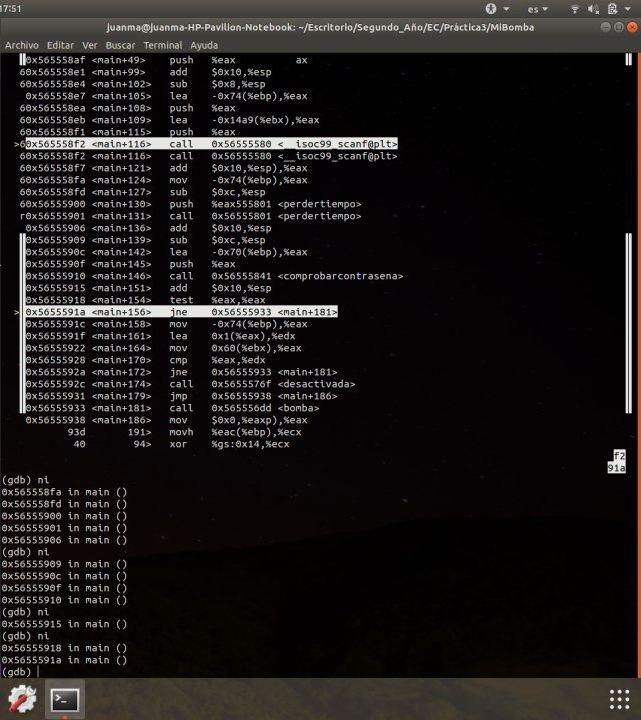 17:51
es
juanma@juanma-HP-Pavilion-Notebook: ~/Escritorio/Segundo_Año/EC/Práctica3/MiBomba
Archivo Editar Ver Buscar Terminal Ayuda
0x565558af <main+49> push %eax ax
60x565558e1 <main+99> add $0x10,%esp
60x565558e4 <main+102> sub $0x8,%esp
0x565558e7 <main+105> lea -0x74(%ebp),%eax
60x565558ea <main+108> push %eax
60x565558eb <main+109> lea -0x14a9(%ebx),%eax
60x565558f1 <main+115> push %eax
>60x565558f2 <main+116> call 0x56555580 <__isoc99_scanf@plt>
60x565558f2 <main+116> call 0x56555580 <__isoc99_scanf@plt>
60x565558f7 <main+121> add $0x10,%esp),%eax
60x565558fa <main+124> mov -0x74(%ebp),%eax
60x565558fd <main+127> sub $0xc,%esp
60x56555900 <main+130> push %eax555801 <perdertiempo>
r0x56555901 <main+131> call 0x56555801 <perdertiempo>
0x56555906 <main+136> add $0x10,%esp
0x56555909 <main+139> sub $0xc,%esp
0x5655590c <main+142> lea -0x70(%ebp),%eax
0x5655590f <main+145> push %eax
0x56555910 <main+146> call 0x56555841 <comprobarcontrasena>
0x56555915 <main+151> add $0x10,%esp
0x56555918 <main+154> test %eax,%eax
>0x5655591a <main+156> jne 0x56555933 <main+181>
0x5655591c <main+158> mov -0x74(%ebp),%eax
0x5655591f <main+161> lea 0x1(%eax),%edx
0x56555922 <main+164> mov 0x60(%ebx),%eax
0x56555928 <main+170> cmp %eax,%edx
0x5655592a <main+172> jne 0x56555933 <main+181>
0x5655592c <main+174> call 0x5655576f <desactivada>
0x56555931 <main+179> jmp 0x56555938 <main+186>
0x56555933 <main+181> call 0x565556dd <bomba>
0x56555938 <main+186> mov $0x0,%eaxp),%eax
93d 191> movh %eac(%ebp),%ecx
40 94> xor %gs:0x14,%ecx
f2
91a
(gdb) ni
0x565558fa in main ()
0x565558fd in main ()
0x56555900 in main ()
0x56555901 in main ()
0x56555906 in main ()
(gdb) ni
0x56555909 in main ()
0x5655590c in main ()
0x5655590f in main ()
0x56555910 in main ()
(gdb) ni
0x56555915 in main ()
(gdb) ni
0x56555918 in main ()
0x5655591a in main ()
(gdb)